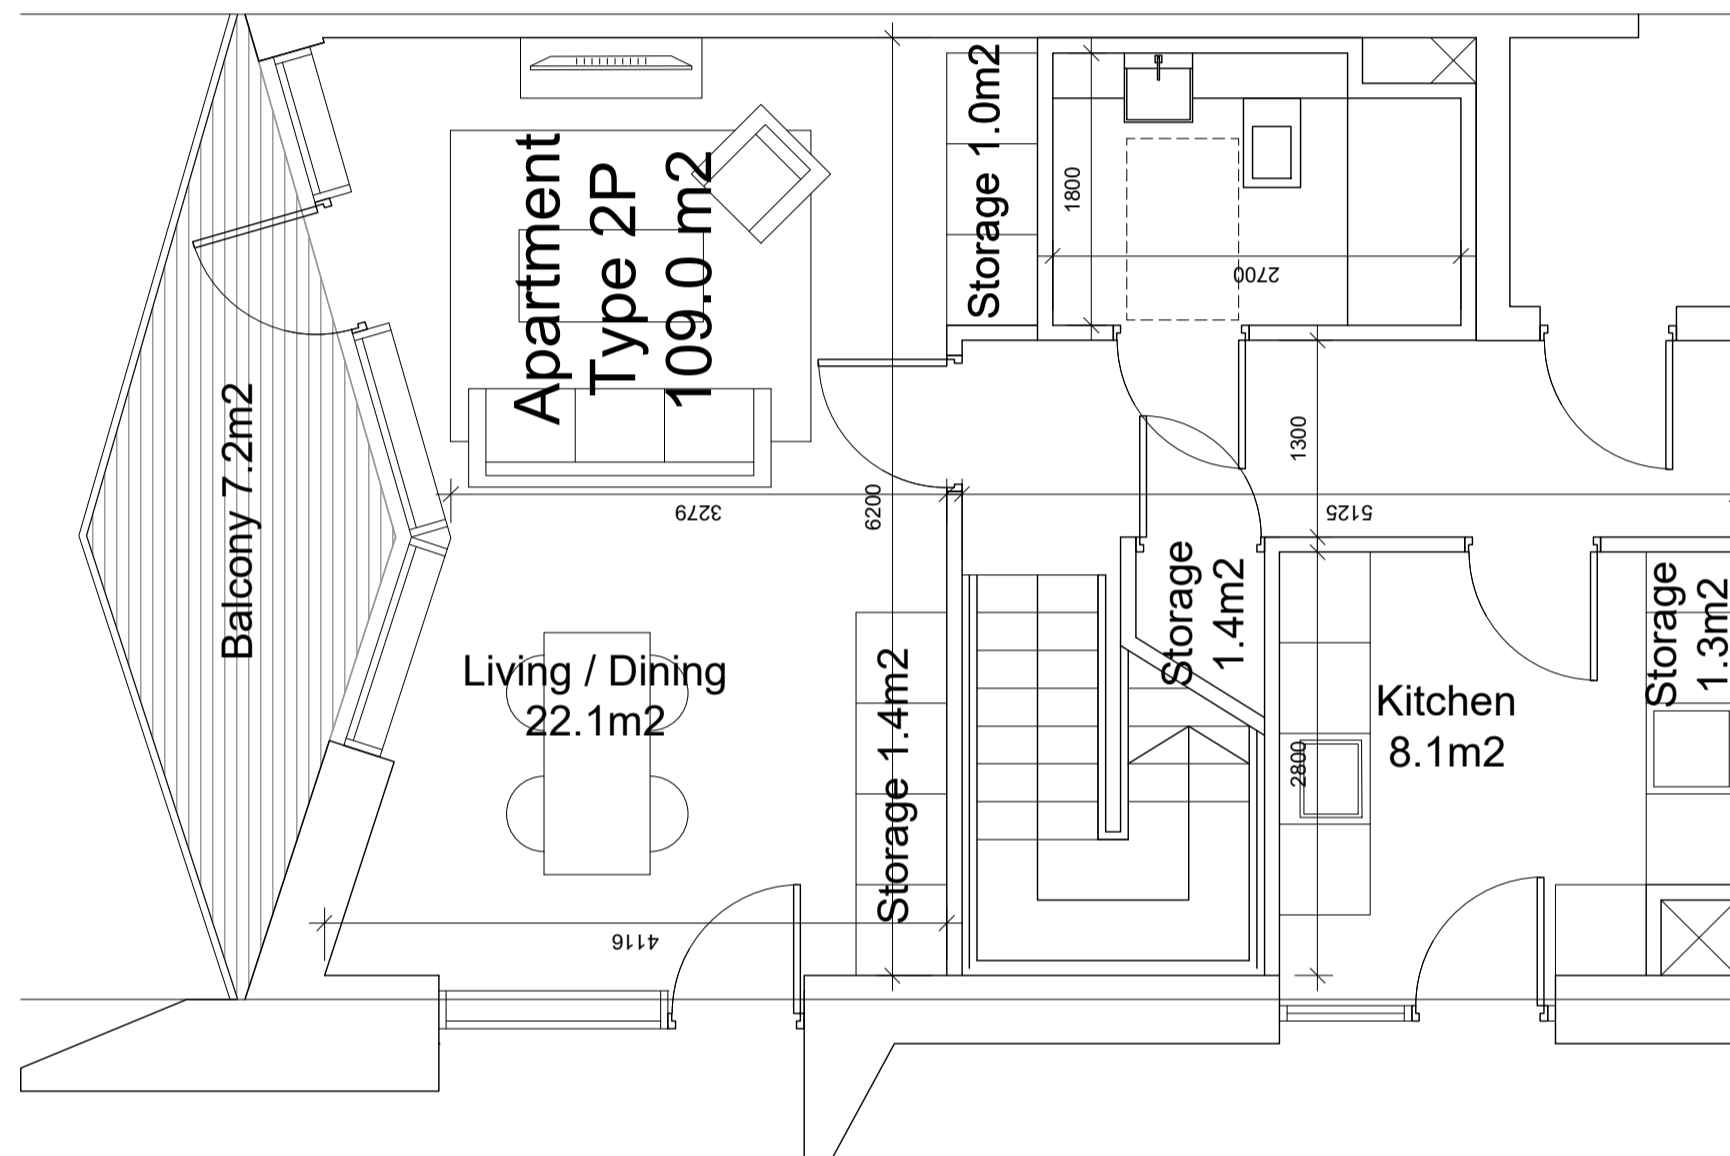 Apartment
Type 2P
109.0 m2
Storage 1.0m2
1800
2700
Balcony 7.2m2
3279
6200
1300
5125
Storage
1.4m2
Living / Dining
22.1m2
Storage 1.4m2
Kitchen
8.1m2
2800
Storage
1.3m2
4116